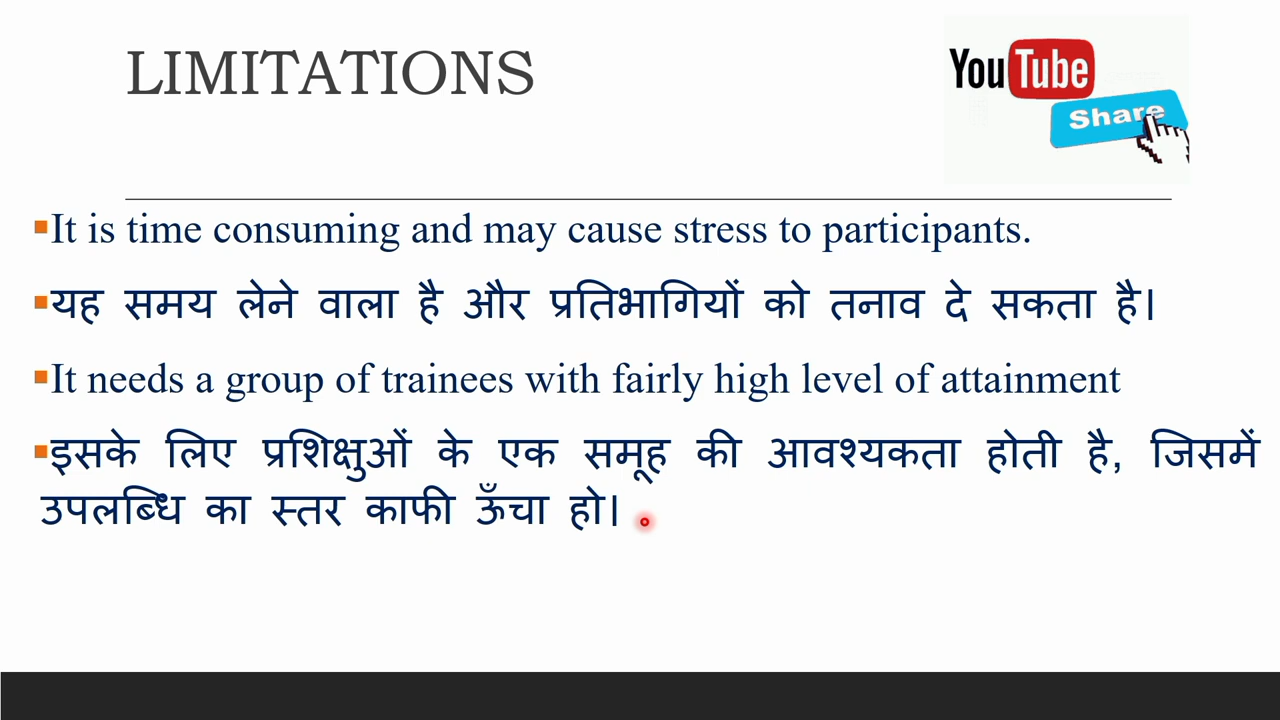 LIMITATIONS
YouTube
Share
It is time consuming and may cause stress to participants.
यह समय लेने वाला है और प्रतिभागियों को तनाव दे सकता है।
It needs a group of trainees with fairly high level of attainment
इसके लिए प्रशिक्षुओं के एक समूह की आवश्यकता होती है, जिसमें
उपलब्धि का स्तर काफी ऊँचा हो।